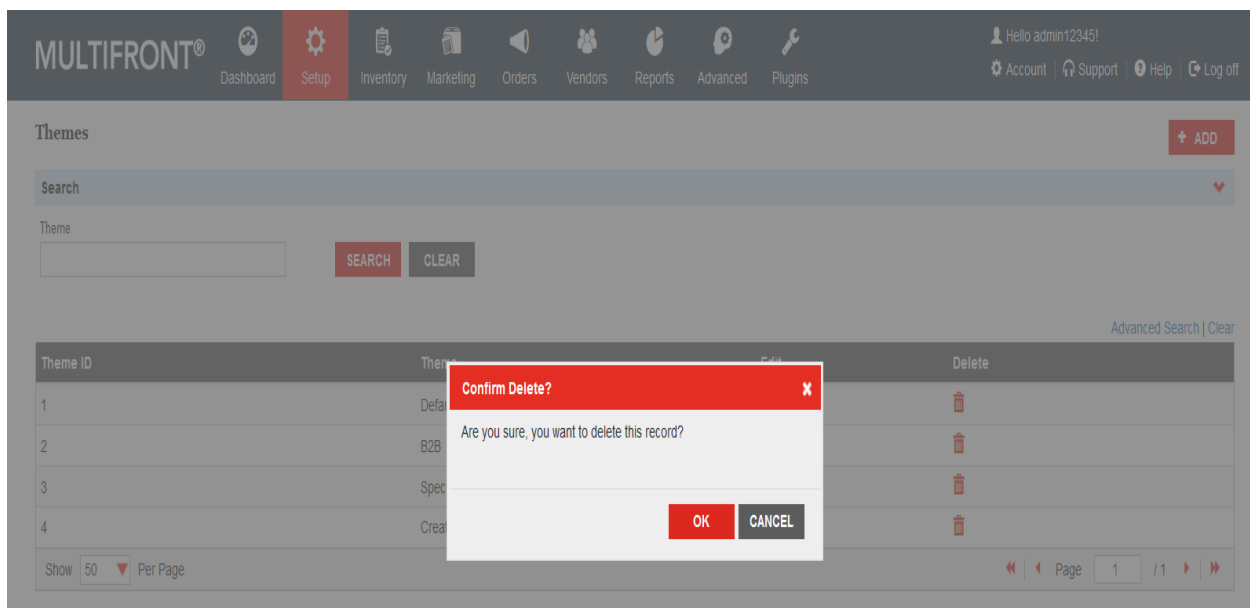 MULTIFRONT®
Dashboard Setup Inventory Marketing Orders Vendors Reports Advanced Plugins
Hello admin12345!
Account | Support | Help | Log off
Themes
+ ADD
Search
Theme
SEARCH CLEAR
Advanced Search | Clear
Theme ID Theme Edit Delete
Confirm Delete?
Are you sure, you want to delete this record?
OK CANCEL
1
2 B2B
3
4
Show 50 Per Page
Page 1 / 1